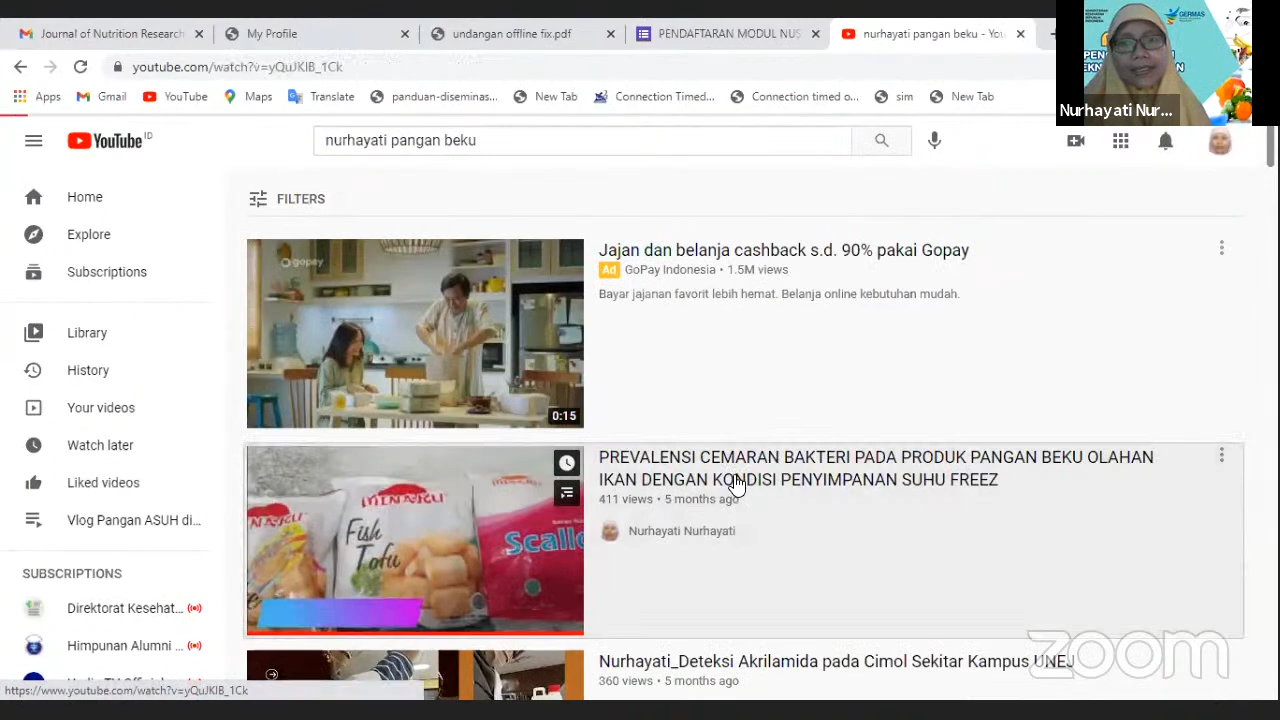 Journal of Nutrition Research
My Profile
undangan offline fix.pdf
PENDAFTARAN MODUL NUS
nurhayati pangan beku - You
youtube.com/watch?v=yQuJKlB_1Ck
Apps
Gmail
YouTube
Maps
Translate
panduan-diseminas...
New Tab
Connection Timed...
Connection timed o...
sim
New Tab
GERMAS
Nurhayati Nur...
YouTube ID
nurhayati pangan beku
Home
Explore
Subscriptions
Library
History
Your videos
Watch later
Liked videos
Vlog Pangan ASUH di...
SUBSCRIPTIONS
Direktorat Kesehat...
Himpunan Alumni ...
FILTERS
gopay
0:15
Jajan dan belanja cashback s.d. 90% pakai Gopay
Ad GoPay Indonesia • 1.5M views
Bayar jajanan favorit lebih hemat. Belanja online kebutuhan mudah.
MINAKU
Fish
Tofu
Scallo
PREVALENSI CEMARAN BAKTERI PADA PRODUK PANGAN BEKU OLAHAN
IKAN DENGAN KONDISI PENYIMPANAN SUHU FREEZ
411 views • 5 months ago
Nurhayati Nurhayati
Nurhayati_Deteksi Akrilamida pada Cimol Sekitar Kampus UNEJ
360 views • 5 months ago
zoom
https://www.youtube.com/watch?v=yQuJKlB_1Ck